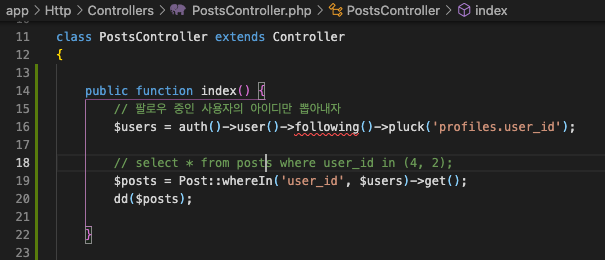 app > Http > Controllers > PostsController.php > PostsController > index
11 class PostsController extends Controller
12 {
13
14 public function index() {
15 // 팔로우 중인 사용자의 아이디만 뽑아내자
16 $users = auth()->user()->following()->pluck('profiles.user_id');
17
18 // select * from posts where user_id in (4, 2);
19 $posts = Post::whereIn('user_id', $users)->get();
20 dd($posts);
21
22 }
23